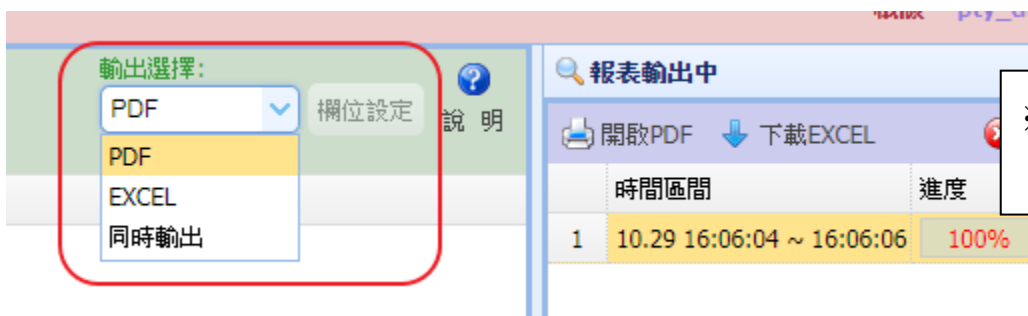 輸出選擇:
PDF
欄位設定
說 明
PDF
EXCEL
同時輸出
報表輸出中
開啟PDF 下載EXCEL
時間區間 進度
1 10.29 16:06:04 ~ 16:06:06 100%